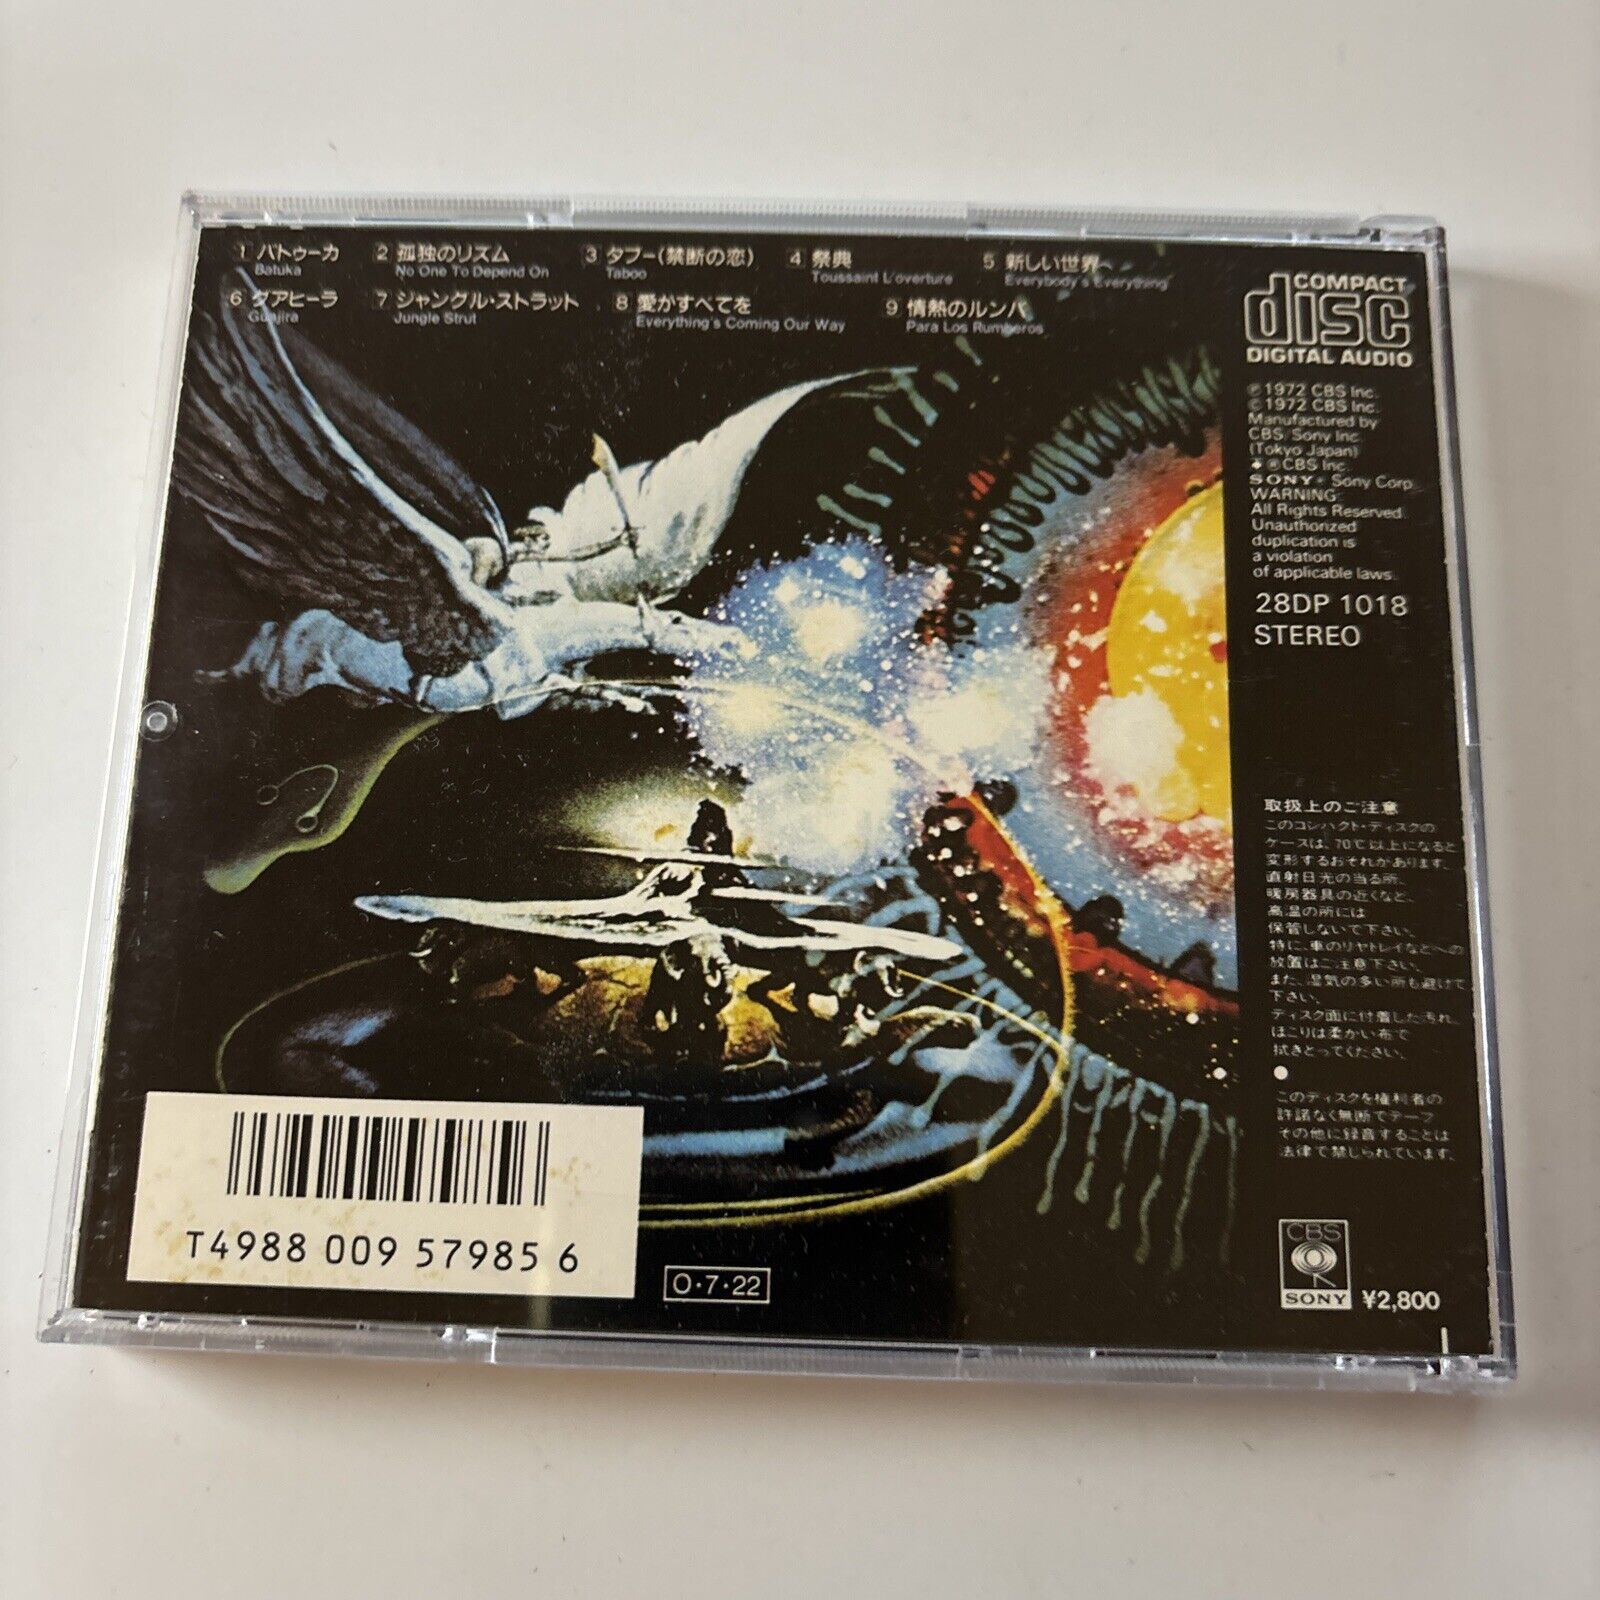 1 バトゥーカ 2 孤独のリズム 3 タブー(禁断の恋) 4 祭典 5 新しい世界へ
Batuka No One To Depend On Taboo Toussaint L'overture Everybody's Everything
6 グアヒーラ 7 ジャングル・ストラット 8 愛がすべてを 9 情熱のルンバ
Guajira Jungle Strut Everything's Coming Our Way Para Los Rumberos
COMPACT
disc
DIGITAL AUDIO
℗1972 CBS Inc.
©1972 CBS Inc.
Manufactured by
CBS/Sony Inc.
(Tokyo Japan)
®CBS Inc.
SONY® Sony Corp.
WARNING:
All Rights Reserved.
Unauthorized
duplication is
a violation
of applicable laws.
28DP 1018
STEREO
取扱上のご注意
このコンパクト・ディスクの
ケースは、70℃以上になると
変形するおそれがあります。
直射日光の当る所、
暖房器具の近くなど、
高温の所には
保管しないで下さい。
特に、車のリヤトレイなどへの
放置はご注意下さい。
また、湿気の多い所も避けて
下さい。
ディスク面に付着した汚れ、
ほこりは柔かい布で
拭きとってください。
●
このディスクを権利者の
許諾なく無断でテープ
その他に録音することは
法律で禁じられています。
T4988 009 57985 6
O・7・22
CBS
SONY
¥2,800